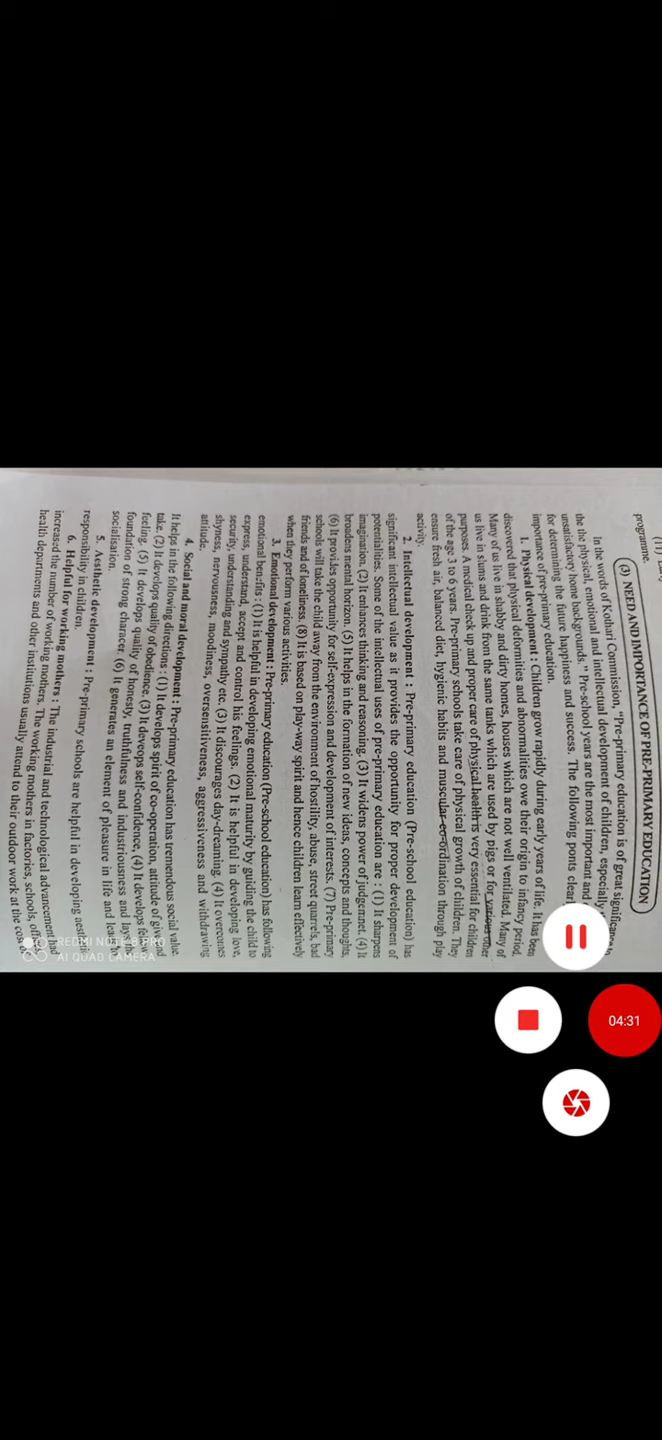 programme.
(3) NEED AND IMPORTANCE OF PRE-PRIMARY EDUCATION
In the words of Kothari Commission, "Pre-primary education is of great
the the physical, emotional and intellectual development of children, especially
unsatisfactory home backgrounds." Pre-school years are the most important and
for determining the future happiness and success. The following ponts
importance of pre-primary education.
1. Physical development : Children grow rapidly during early years of life. It has been
discovered that physical deformities and abnormalities owe their origin to infancy period.
Many of us live in shabby and dirty homes, houses which are not well ventilated. Many of
us live in slums and drink from the same tanks which are used by pigs or for various other
purposes. A medical check up and proper care of physical health is very essential for children
of the age 3 to 6 years. Pre-primary schools take care of physical growth of children. They
ensure fresh air, balanced diet, hygienic habits and muscular co-ordination through play
activity.
2. Intellectual development : Pre-primary education (Pre-school education) has
significant intellectual value as it provides the opportunity for proper development of
potentialities. Some of the intellectual uses of pre-primary education are : (1) It sharpens
imagination. (2) It enhances thinking and reasoning. (3) It widens power of judgemnet. (4) It
broadens mental horizon. (5) It helps in the formation of new ideas, concepts and thoughts.
(6) It provides opportunity for self-expression and development of interests. (7) Pre-primary
schools will take the child away from the environment of hostility, abuse, street quarrels, bad
friends and of loneliness. (8) It is based on play-way spirit and hence children learn effectively
when they perform various activities.
3. Emotional development : Pre-primary education (Pre-school education) has following
emotional benefits : (1) It is helpful in developing emotional maturity by guiding the child to
express, understand, accept and control his feelings. (2) It is helpful in developing love,
security, understanding and sympathy etc. (3) It discourages day-dreaming. (4) It overcomes
shyness, nervousness, moodiness, oversensitiveness, aggressiveness and withdrawing
attitude.
4. Social and moral development : Pre-primary education has tremendous social value.
It helps in the following directions : (1) It develops spirit of co-operation, attitude of give and
take. (2) It develops quality of obedience. (3) It deveops self-confidence, (4) It develops
feeling. (5) It develops quality of honesty, truthfulness and industriousness and lays
foundation of strong characer. (6) It generates an element of pleasure in life and
socialisation.
5. Aesthetic development : Pre-primary schools are helpful in developing
responsibility in children.
6. Helpful for working mothers : The industrial and technological advancement had
increased the number of working mothers. The working mothers in factories, schools,
health departments and other institutions usually attend to their outdoor work at the
REDMI NOTE 8 PRO
AI QUAD CAMERA
04:31